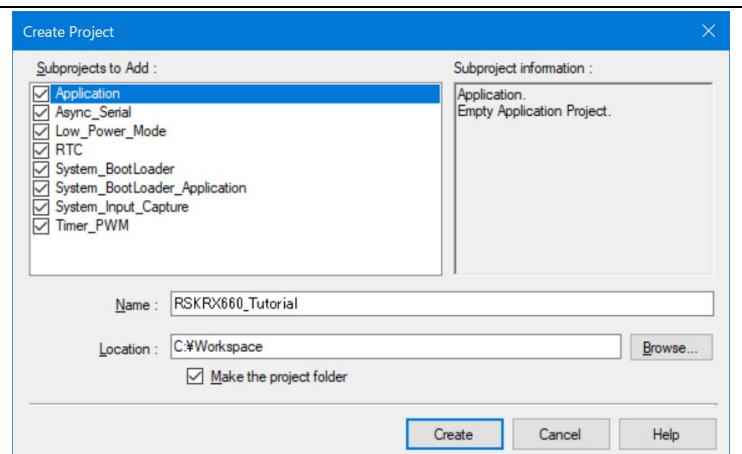 Create Project
Subprojects to Add :
Application
Async_Serial
Low_Power_Mode
RTC
System_BootLoader
System_BootLoader_Application
System_Input_Capture
Timer_PWM
Subproject information :
Application.
Empty Application Project.
Name : RSKRX660_Tutorial
Location : C:¥Workspace Browse...
Make the project folder
Create Cancel Help